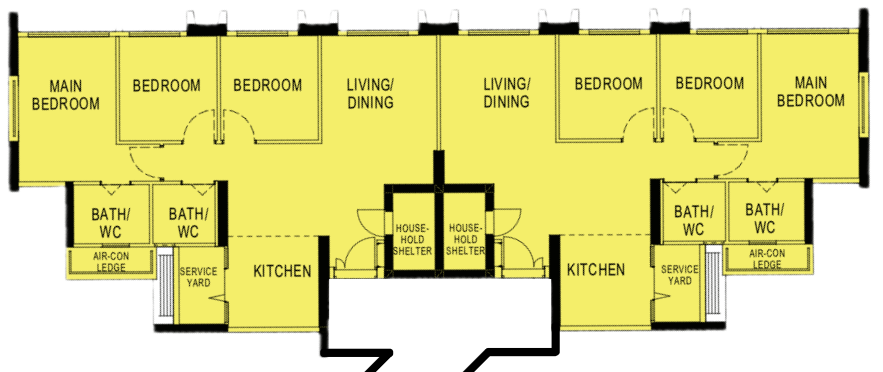 MAIN
BEDROOM
BEDROOM
BEDROOM
LIVING/
DINING
LIVING/
DINING
BEDROOM
BEDROOM
MAIN
BEDROOM
BATH/
WC
BATH/
WC
HOUSE-
HOLD
SHELTER
HOUSE-
HOLD
SHELTER
BATH/
WC
BATH/
WC
AIR-CON
LEDGE
SERVICE
YARD
KITCHEN
KITCHEN
SERVICE
YARD
AIR-CON
LEDGE